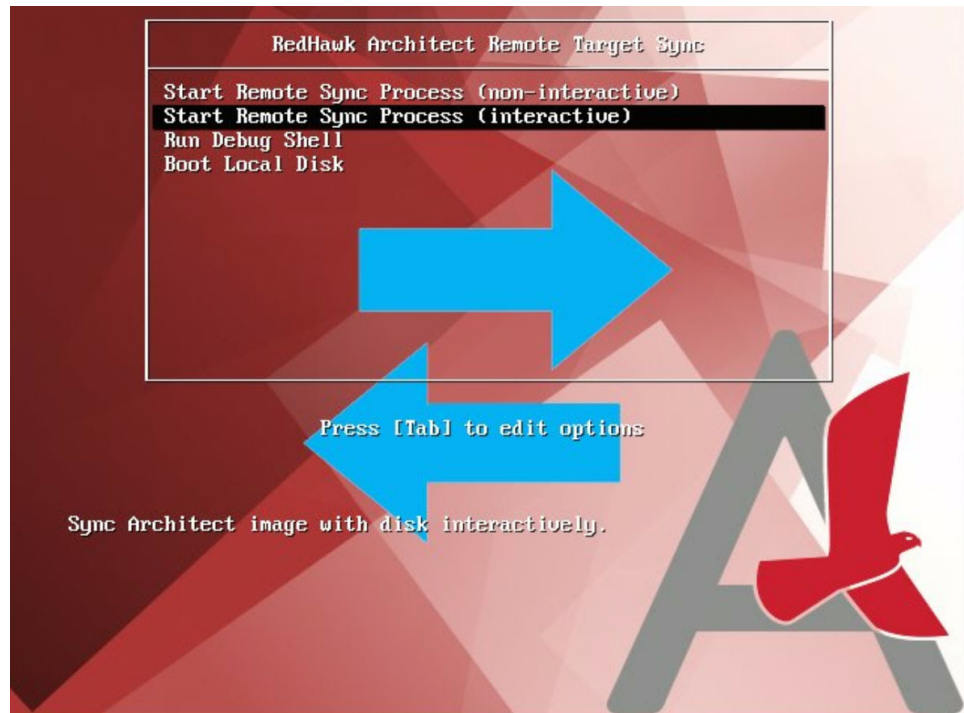 RedHawk Architect Remote Target Sync
Start Remote Sync Process (non-interactive)
Start Remote Sync Process (interactive)
Run Debug Shell
Boot Local Disk
Press [Tab] to edit options
Sync Architect image with disk interactively.